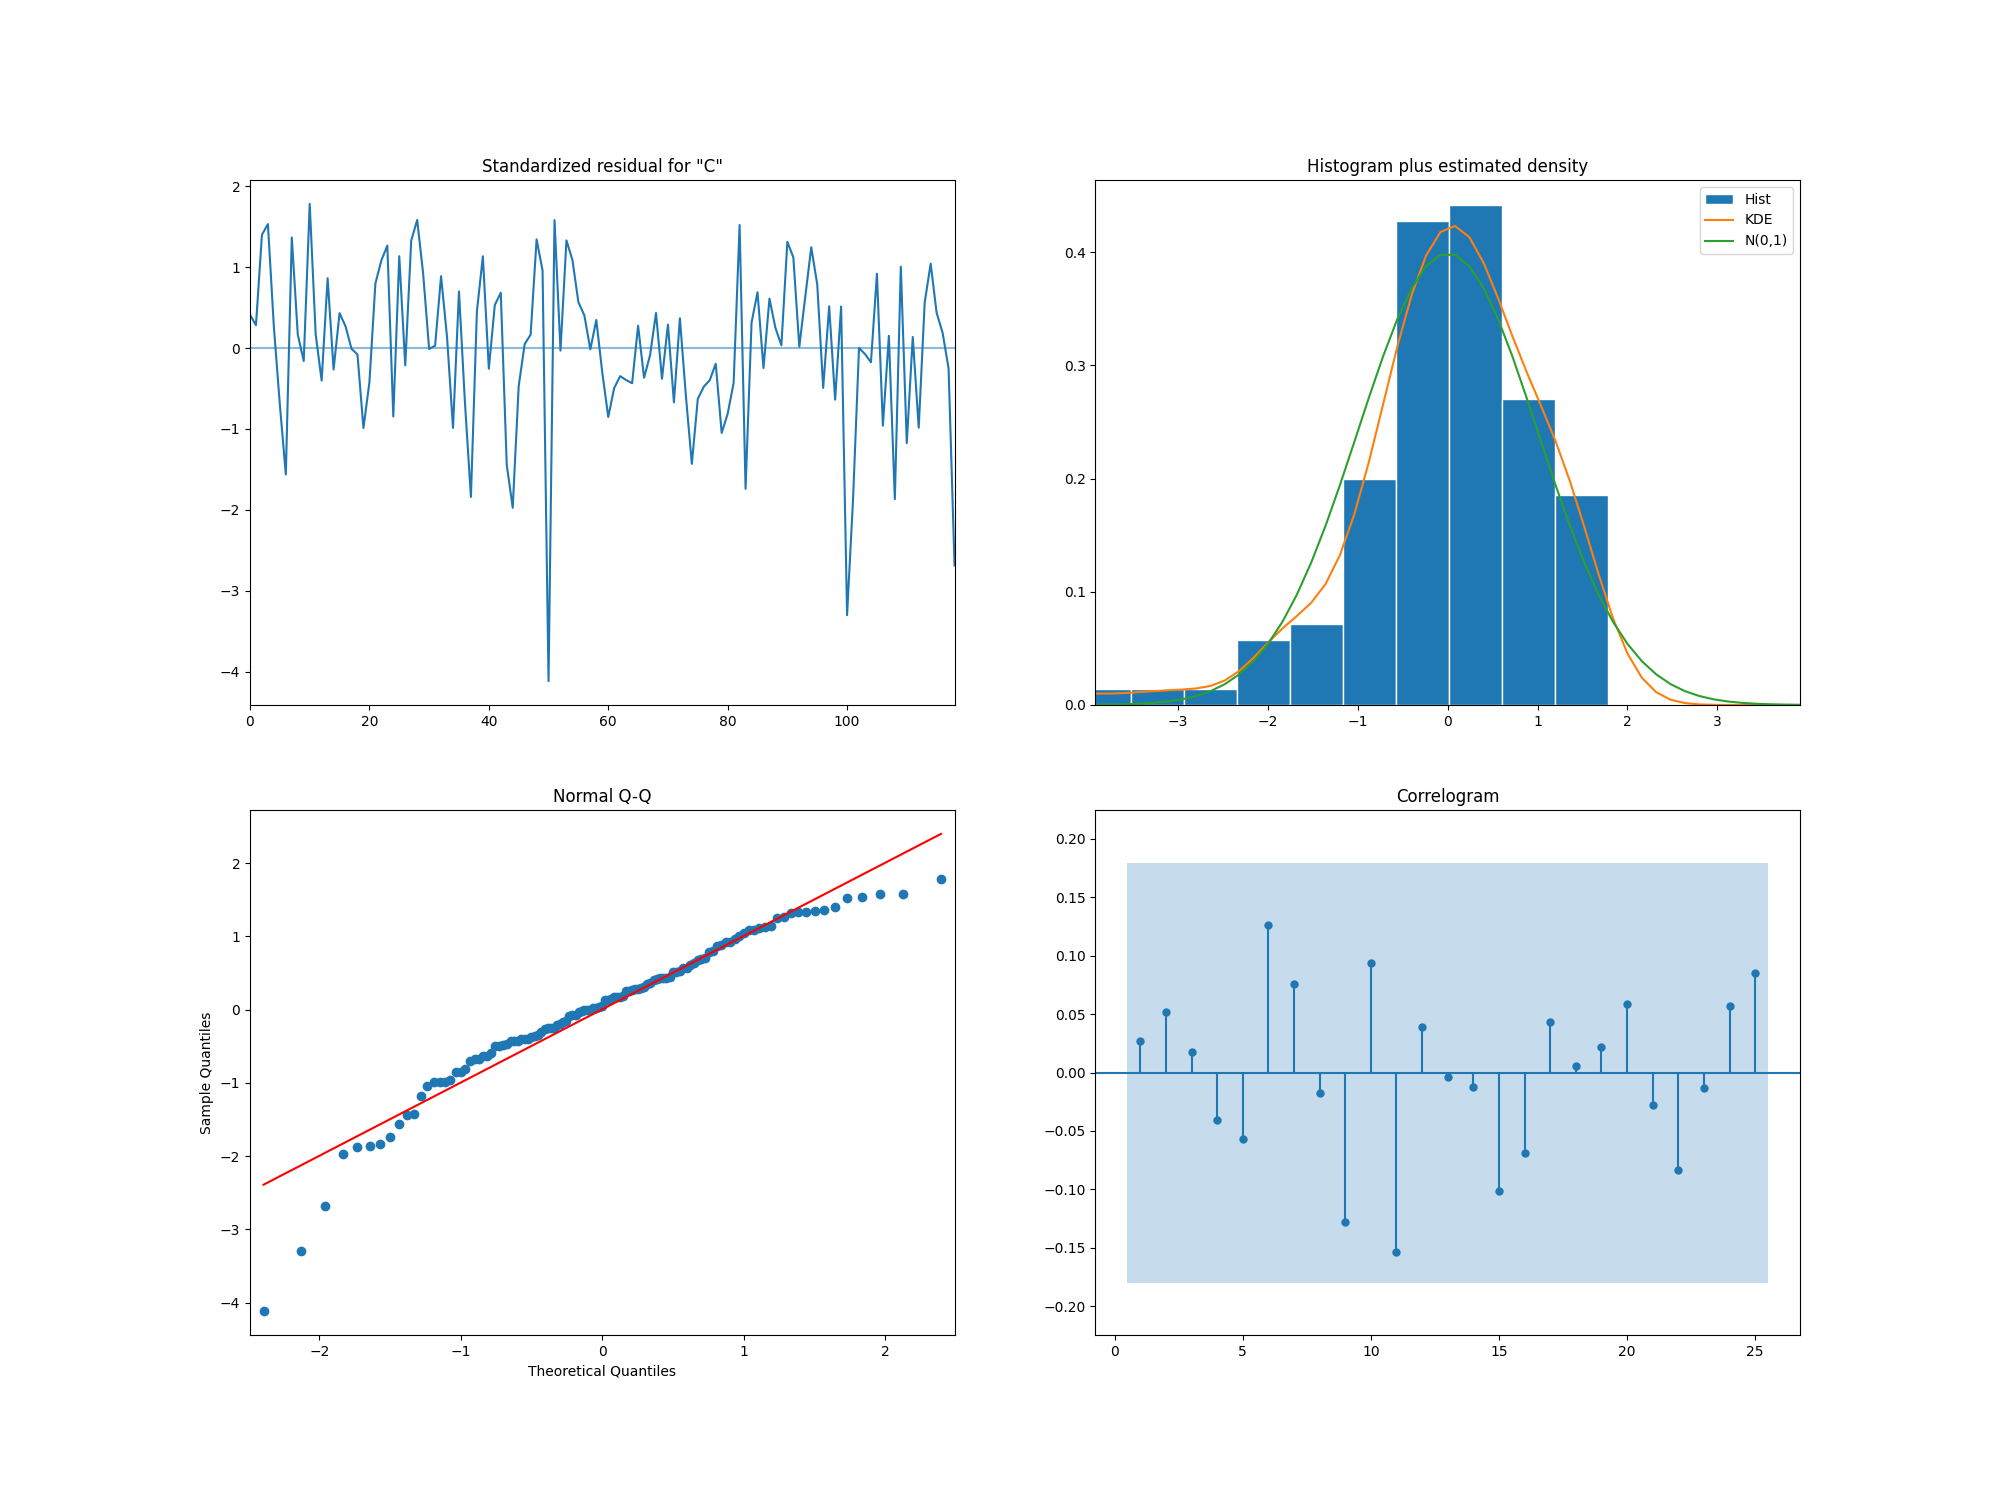 Standardized residual for "C"
2
1
0
−1
−2
−3
−4
0 20 40 60 80 100
Histogram plus estimated density
Hist
KDE
N(0,1)
0.4
0.3
0.2
0.1
0.0
−3 −2 −1 0 1 2 3
Normal Q-Q
Sample Quantiles
2
1
0
−1
−2
−3
−4
−2 −1 0 1 2
Theoretical Quantiles
Correlogram
0.20
0.15
0.10
0.05
0.00
−0.05
−0.10
−0.15
−0.20
0 5 10 15 20 25